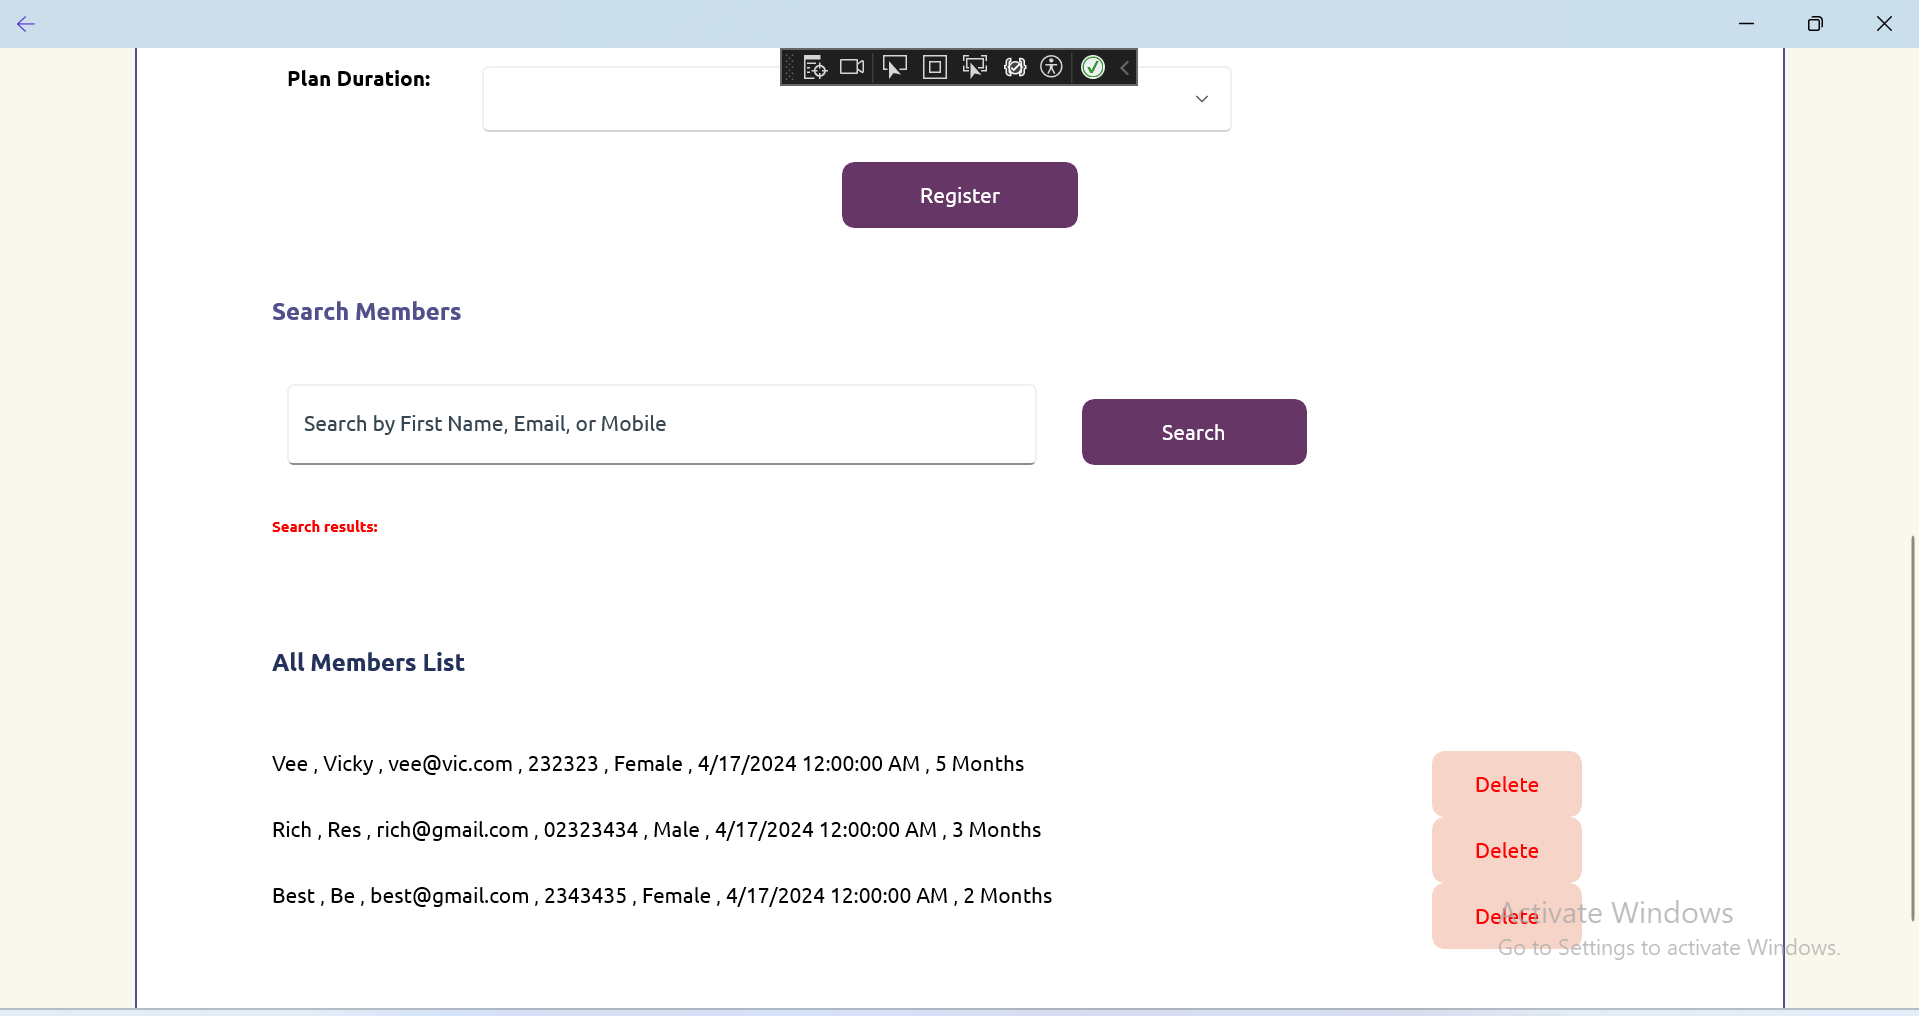 Plan Duration:
Register
Search Members
Search by First Name, Email, or Mobile
Search
Search results:
All Members List
Vee , Vicky , vee@vic.com , 232323 , Female , 4/17/2024 12:00:00 AM , 5 Months
Delete
Rich , Res , rich@gmail.com , 02323434 , Male , 4/17/2024 12:00:00 AM , 3 Months
Delete
Best , Be , best@gmail.com , 2343435 , Female , 4/17/2024 12:00:00 AM , 2 Months
Delete
Activate Windows
Go to Settings to activate Windows.